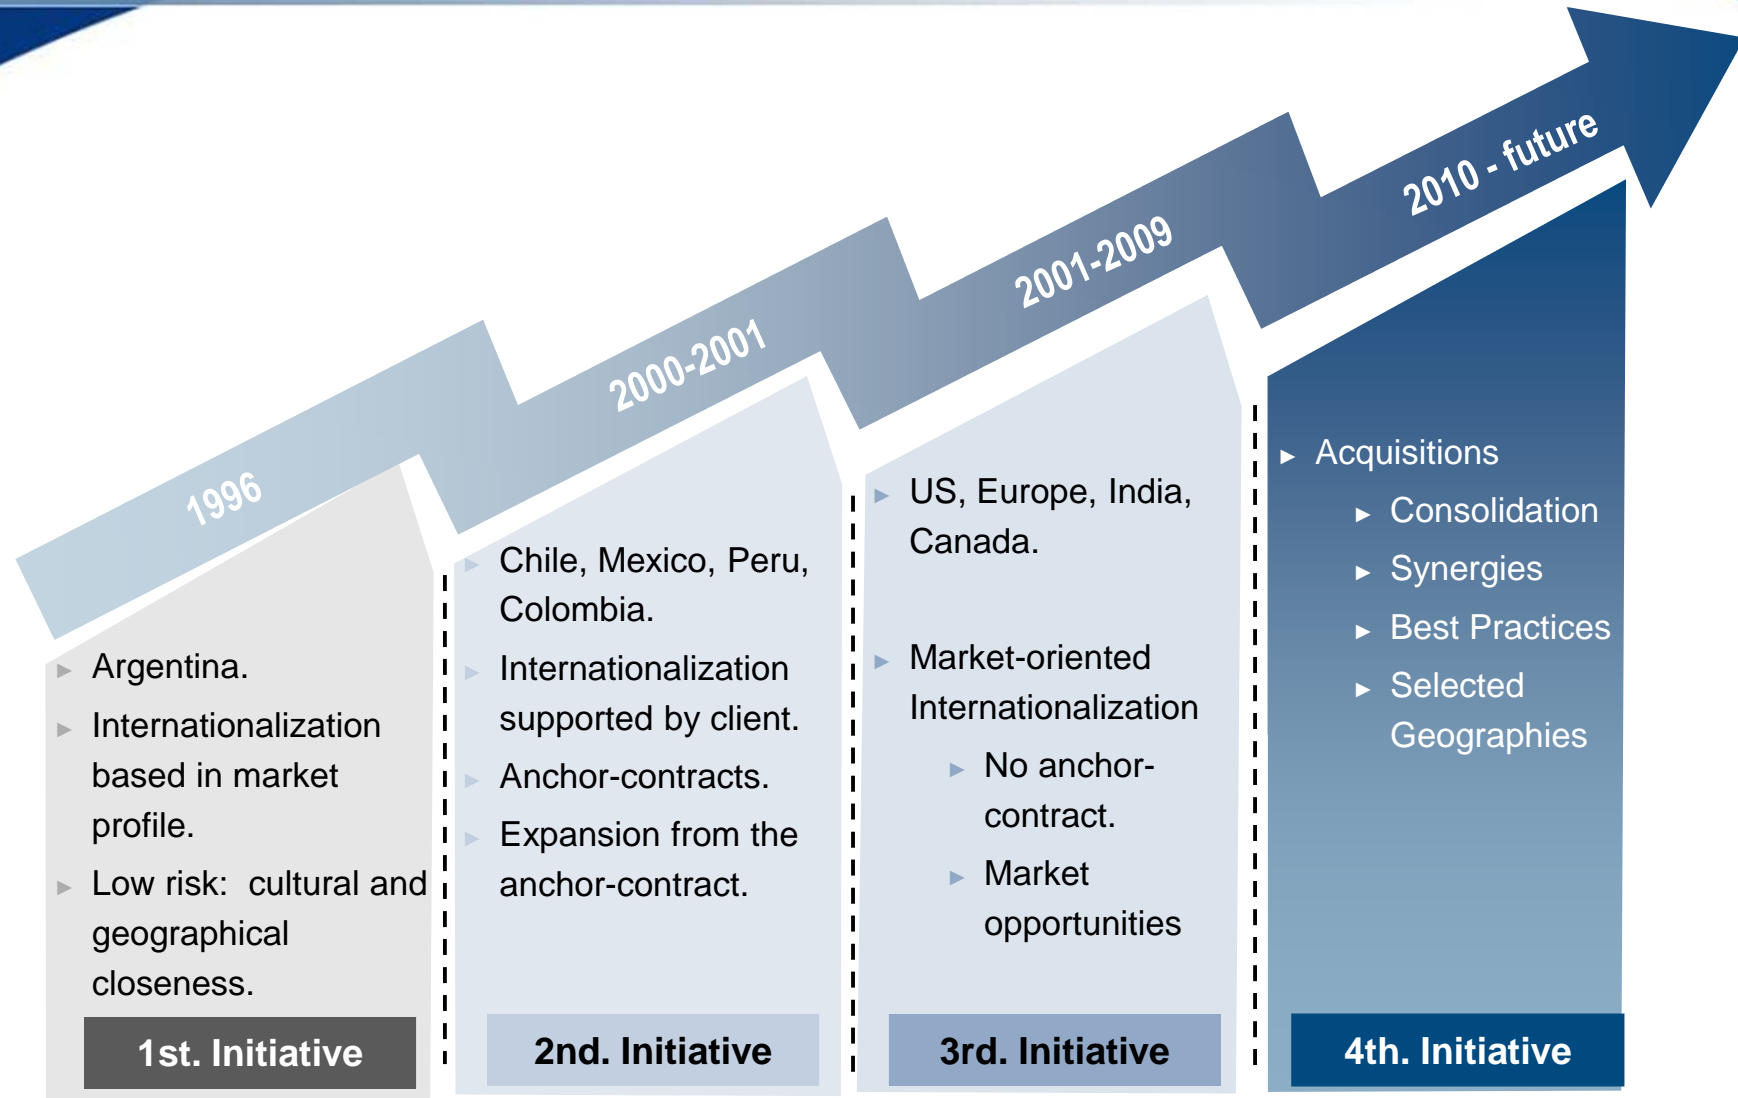 1996
2000-2001
2001-2009
2010 - future
Argentina.
Internationalization
based in market
profile.
Low risk:  cultural and
geographical
closeness.
1st. Initiative
Chile, Mexico, Peru,
Colombia.
Internationalization
supported by client.
Anchor-contracts.
Expansion from the
anchor-contract.
2nd. Initiative
US, Europe, India,
Canada.
Market-oriented
Internationalization
No anchor-
contract.
Market
opportunities
3rd. Initiative
Acquisitions
Consolidation
Synergies
Best Practices
Selected
Geographies
4th. Initiative